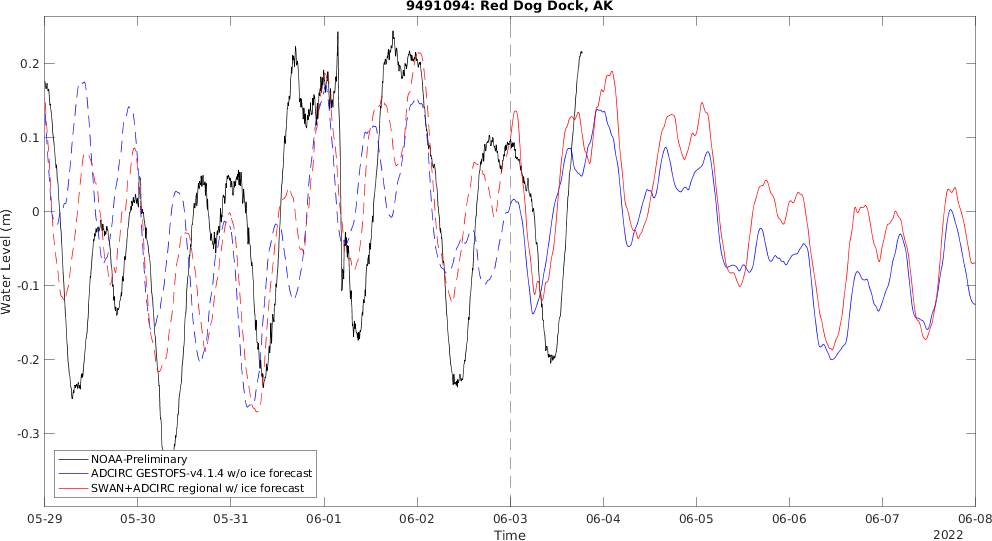 9491094: Red Dog Dock, AK
Water Level (m)
0.2
0.1
0
-0.1
-0.2
-0.3
NOAA-Preliminary
ADCIRC GESTOFS-v4.1.4 w/o ice forecast
SWAN+ADCIRC regional w/ ice forecast
05-29 05-30 05-31 06-01 06-02 06-03 06-04 06-05 06-06 06-07 06-08
Time
2022